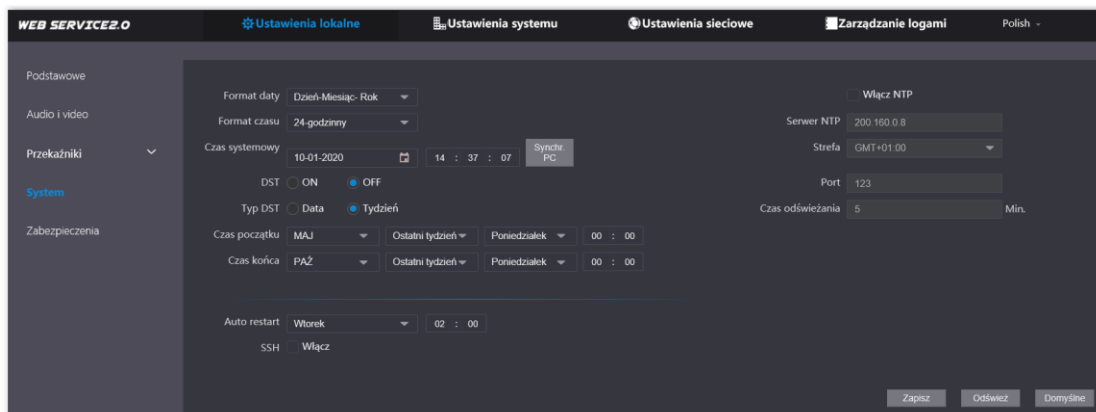 WEB SERVICE2.0 Ustawienia lokalne Ustawienia systemu Ustawienia sieciowe Zarządzanie logami Polish
Podstawowe
Audio i video
Przekaźniki
System
Zabezpieczenia
Format daty Dzień-Miesiąc- Rok
Format czasu 24-godzinny
Czas systemowy 10-01-2020 14 : 37 : 07 Synchr. PC
DST ON OFF
Typ DST Data Tydzień
Czas początku MAJ Ostatni tydzień Poniedziałek 00 : 00
Czas końca PAŹ Ostatni tydzień Poniedziałek 00 : 00
Auto restart Wtorek 02 : 00
SSH Włącz
Włącz NTP
Serwer NTP 200.160.0.8
Strefa GMT+01:00
Port 123
Czas odświeżania 5 Min.
Zapisz Odśwież Domyślne